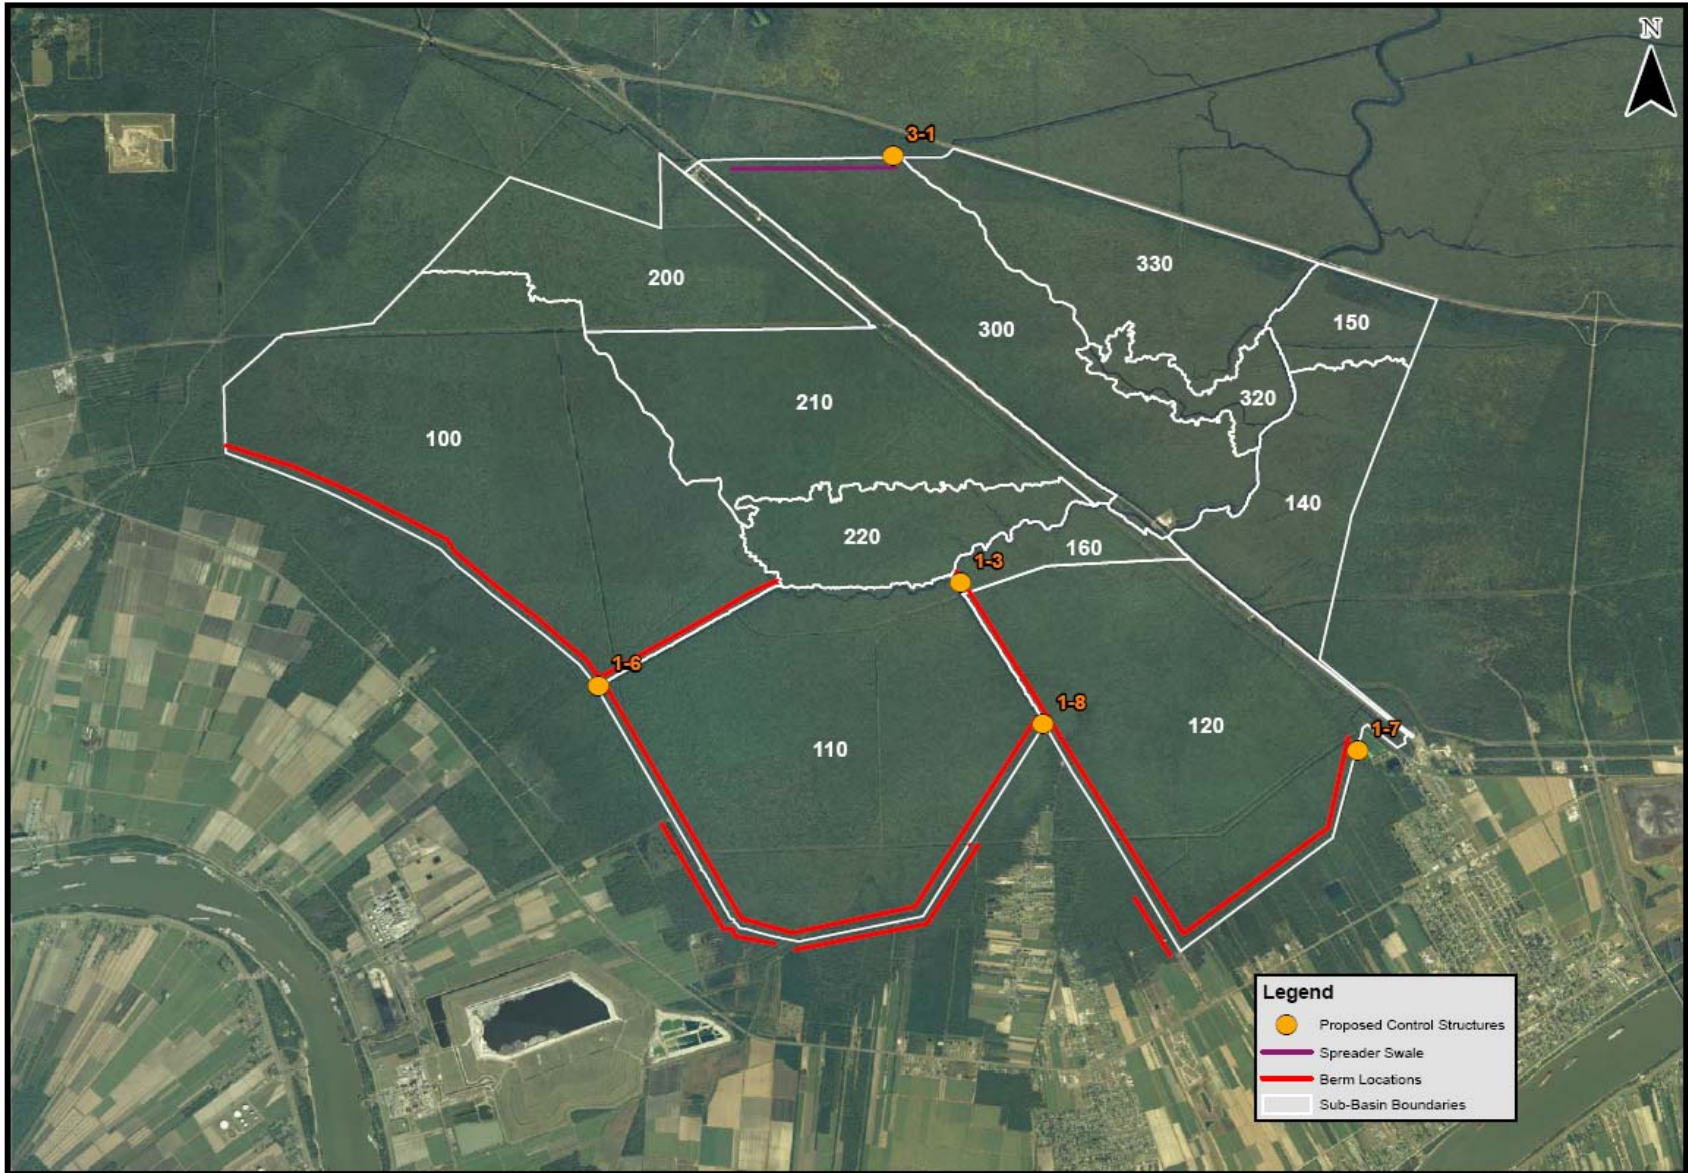 N
3-1
330
200
150
300
320
210
100
140
220
160
1-3
1-6
1-8
1-7
120
110
Legend
Proposed Control Structures
Spreader Swale
Berm Locations
Sub-Basin Boundaries